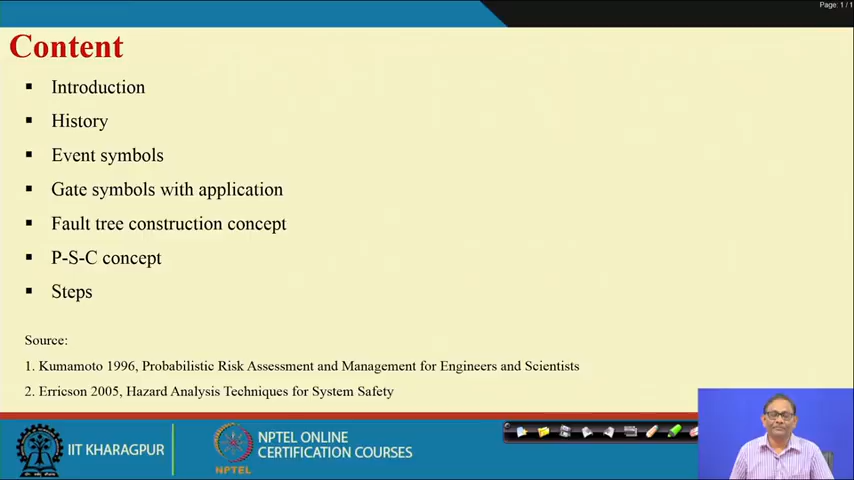 Page: 1 / 1
Content
Introduction
History
Event symbols
Gate symbols with application
Fault tree construction concept
P-S-C concept
Steps
Source:
1. Kumamoto 1996, Probabilistic Risk Assessment and Management for Engineers and Scientists
2. Erricson 2005, Hazard Analysis Techniques for System Safety
IIT KHARAGPUR
NPTEL
NPTEL ONLINE
CERTIFICATION COURSES